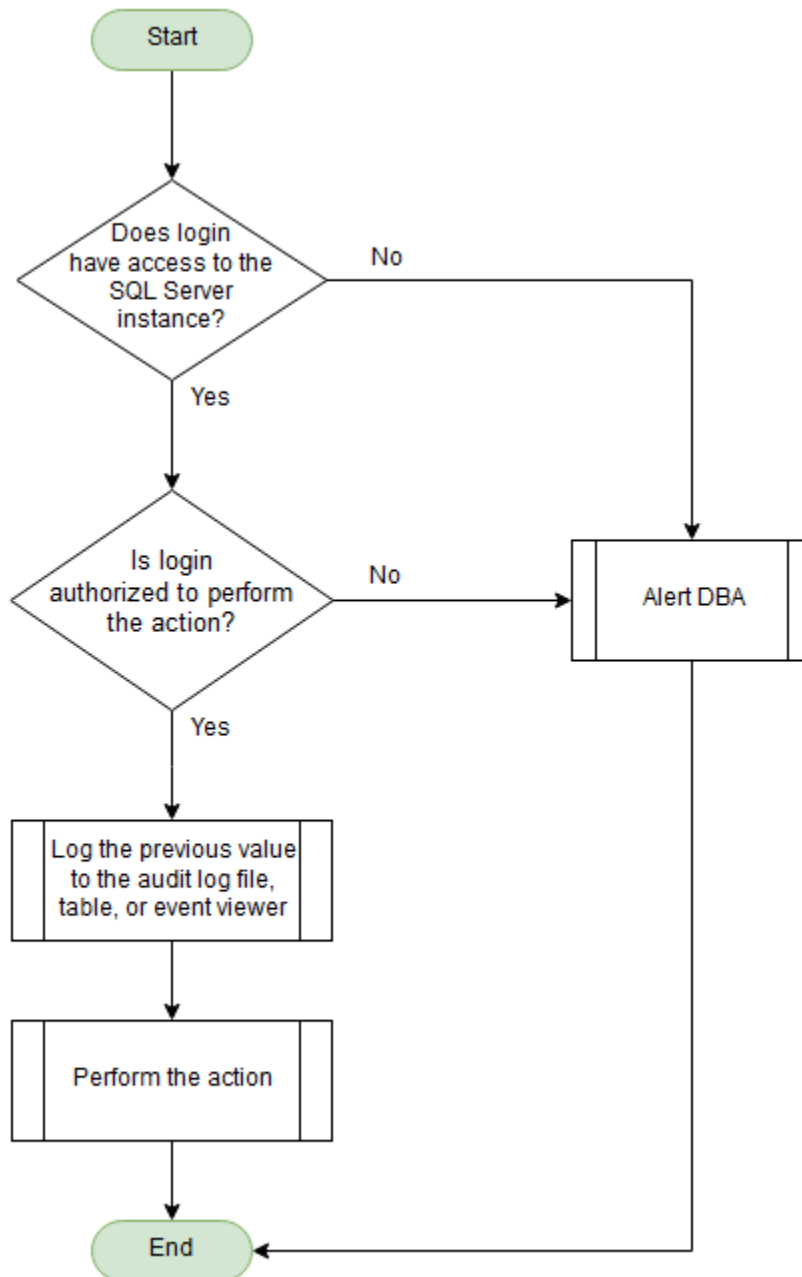 Start
Does login
have access to the
SQL Server
instance?
No
Yes
Is login
authorized to perform
the action?
No
Alert DBA
Yes
Log the previous value
to the audit log file,
table, or event viewer
Perform the action
End